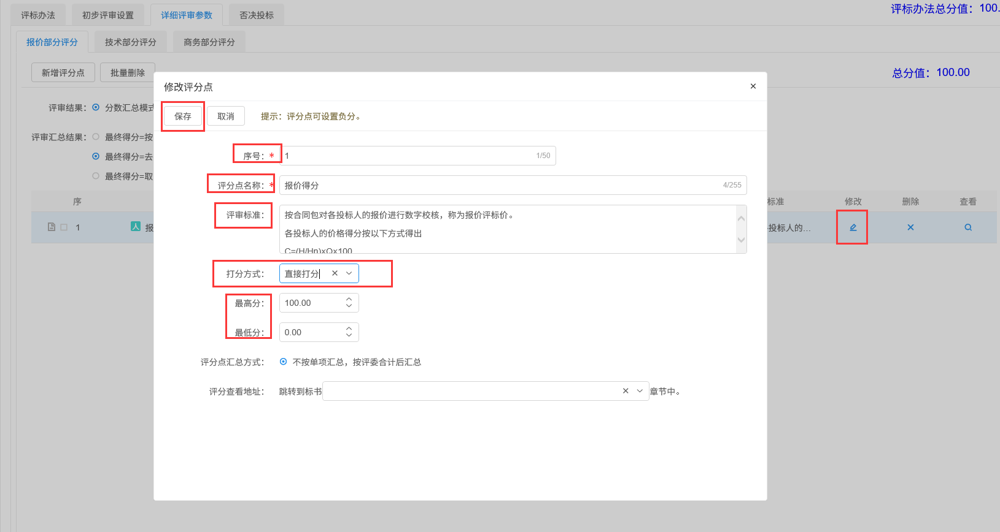 评标办法 初步评审设置 详细评审参数 否决投标 评标办法总分值：100.
报价部分评分 技术部分评分 商务部分评分
新增评分点 批量删除 总分值：100.00
修改评分点
评审结果： 分数汇总模式
保存 取消 提示：评分点可设置负分。
评审汇总结果： 最终得分=按
序号：* 1 1/50
最终得分=去
最终得分=取
评分点名称：* 报价得分 4/255
序 标准 修改 删除 查看
评审标准： 按合同包对各投标人的报价进行数字校核，称为报价评标价。
1 人 报 投标人的...
各投标人的价格得分按以下方式得出
C=(H/Hn)×Q×100
打分方式： 直接打分
最高分： 100.00
最低分： 0.00
评分点汇总方式： 不按单项汇总，按评委合计后汇总
评分查看地址： 跳转到标书 章节中。